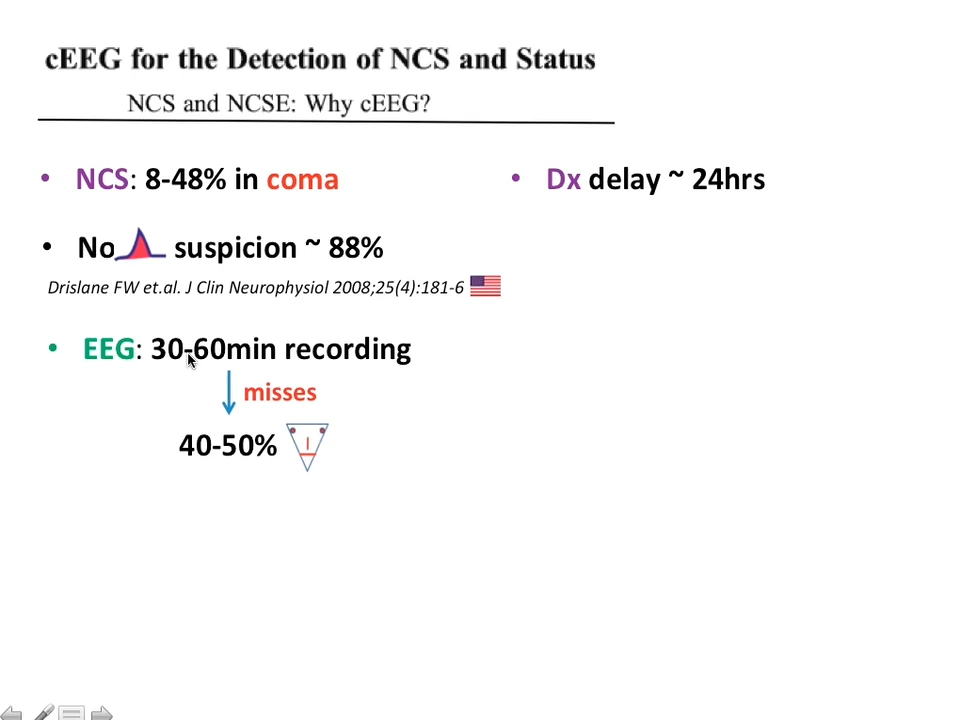 cEEG for the Detection of NCS and Status
NCS and NCSE: Why cEEG?
• NCS: 8-48% in coma
• Dx delay ~ 24hrs
• No suspicion ~ 88%
Drislane FW et.al. J Clin Neurophysiol 2008;25(4):181-6
• EEG: 30-60min recording
misses
40-50%